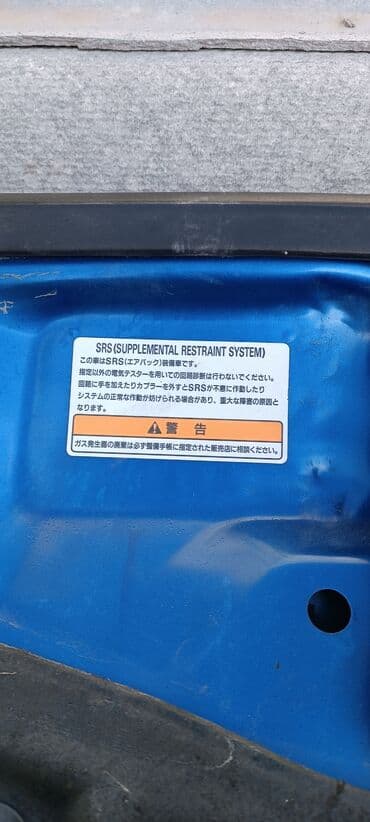 SRS(SUPPLEMENTAL RESTRAINT SYSTEM)
この車はSRS(エアバック)装備車です。
指定以外の電気テスターを用いての回路診断は行わないでください。
回路に手を加えたりカプラーを外すとSRSが不意に作動したり
システムの正常な作動が妨げられる場合があり、重大な障害の原因と
なります。
警告
ガス発生器の廃棄は必ず整備手帳に指定された販売店に相談ください。